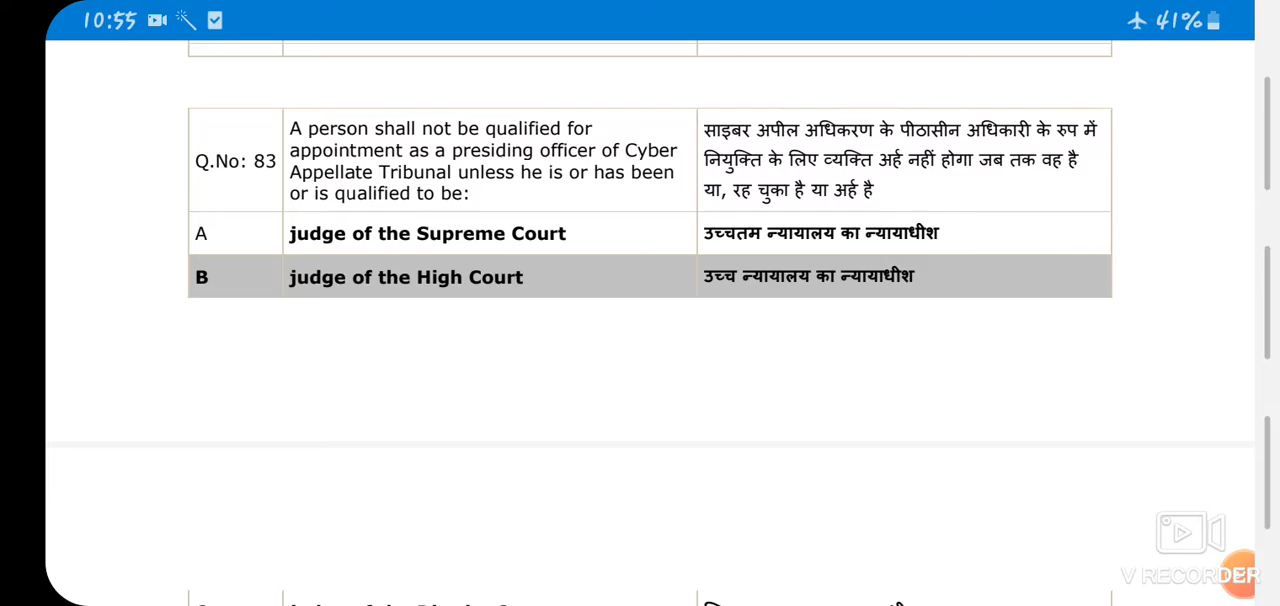 10:55
41%
Q.No: 83
A person shall not be qualified for
appointment as a presiding officer of Cyber
Appellate Tribunal unless he is or has been
or is qualified to be:
साइबर अपील अधिकरण के पीठासीन अधिकारी के रुप में
नियुक्ति के लिए व्यक्ति अर्ह नहीं होगा जब तक वह है
या, रह चुका है या अर्ह है
A
judge of the Supreme Court
उच्चतम न्यायालय का न्यायाधीश
B
judge of the High Court
उच्च न्यायालय का न्यायाधीश
V RECORDER